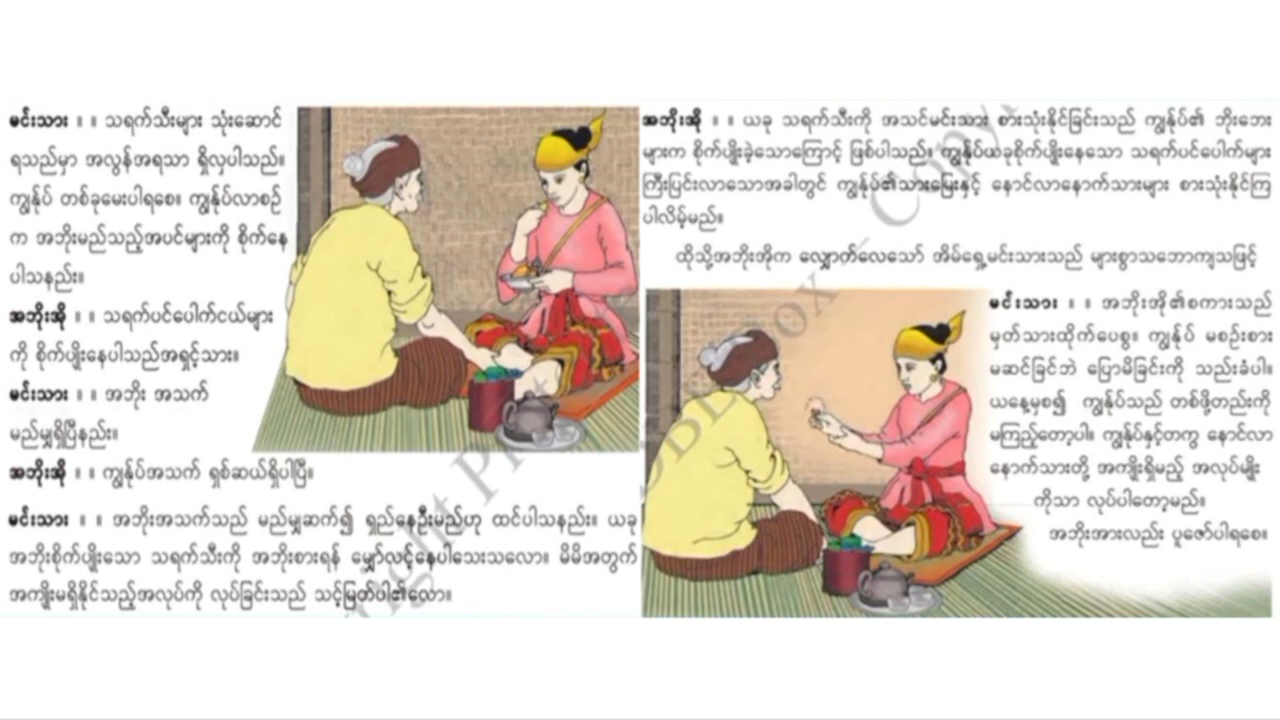 မင်းသား ။ ။ သရက်သီးများ သုံးဆောင်
ရသည်မှာ အလွန်အရသာ ရှိလှပါသည်။
ကျွန်ုပ် တစ်ခုမေးပါရစေ။ ကျွန်ုပ်လာစဉ်
က အဘိုးမည်သည့်အပင်များကို စိုက်နေ
ပါသနည်း။
အဘိုးအို ။ ။ သရက်ပင်ပေါက်ငယ်များ
ကို စိုက်ပျိုးနေပါသည်အရှင့်သား။
မင်းသား ။ ။ အဘိုး အသက်
မည်မျှရှိပြီနည်း။
အဘိုးအို ။ ။ ကျွန်ုပ်အသက် ရှစ်ဆယ်ရှိပါပြီ။
မင်းသား ။ ။ အဘိုးအသက်သည် မည်မျှဆက်၍ ရှည်နေဦးမည်ဟု ထင်ပါသနည်း။ ယခု
အဘိုးစိုက်ပျိုးသော သရက်သီးကို အဘိုးစားရန် မျှော်လင့်နေပါသေးသလော။ မိမိအတွက်
အကျိုးမရှိနိုင်သည့်အလုပ်ကို လုပ်ခြင်းသည် သင့်မြတ်ပါ၏လော။
အဘိုးအို ။ ။ ယခု သရက်သီးကို အသင်မင်းသား စားသုံးနိုင်ခြင်းသည် ကျွန်ုပ်၏ ဘိုးဘေး
များက စိုက်ပျိုးခဲ့သောကြောင့် ဖြစ်ပါသည်။ ကျွန်ုပ်ယခုစိုက်ပျိုးနေသော သရက်ပင်ပေါက်များ
ကြီးပြင်းလာသောအခါတွင် ကျွန်ုပ်၏သားမြေးနှင့် နောင်လာနောက်သားများ စားသုံးနိုင်ကြ
ပါလိမ့်မည်။
ထိုသို့အဘိုးအိုက လျှောက်လေသော် အိမ်ရှေ့မင်းသားသည် များစွာသဘောကျသဖြင့်
မင်းသား ။ ။ အဘိုးအို၏စကားသည်
မှတ်သားထိုက်ပေစွ။ ကျွန်ုပ် မစဉ်းစား
မဆင်ခြင်ဘဲ ပြောမိခြင်းကို သည်းခံပါ။
ယနေ့မှစ၍ ကျွန်ုပ်သည် တစ်ဖို့တည်းကို
မကြည့်တော့ပါ။ ကျွန်ုပ်နှင့်တကွ နောင်လာ
နောက်သားတို့ အကျိုးရှိမည့် အလုပ်မျိုး
ကိုသာ လုပ်ပါတော့မည်။
အဘိုးအားလည်း ပူဇော်ပါရစေ။